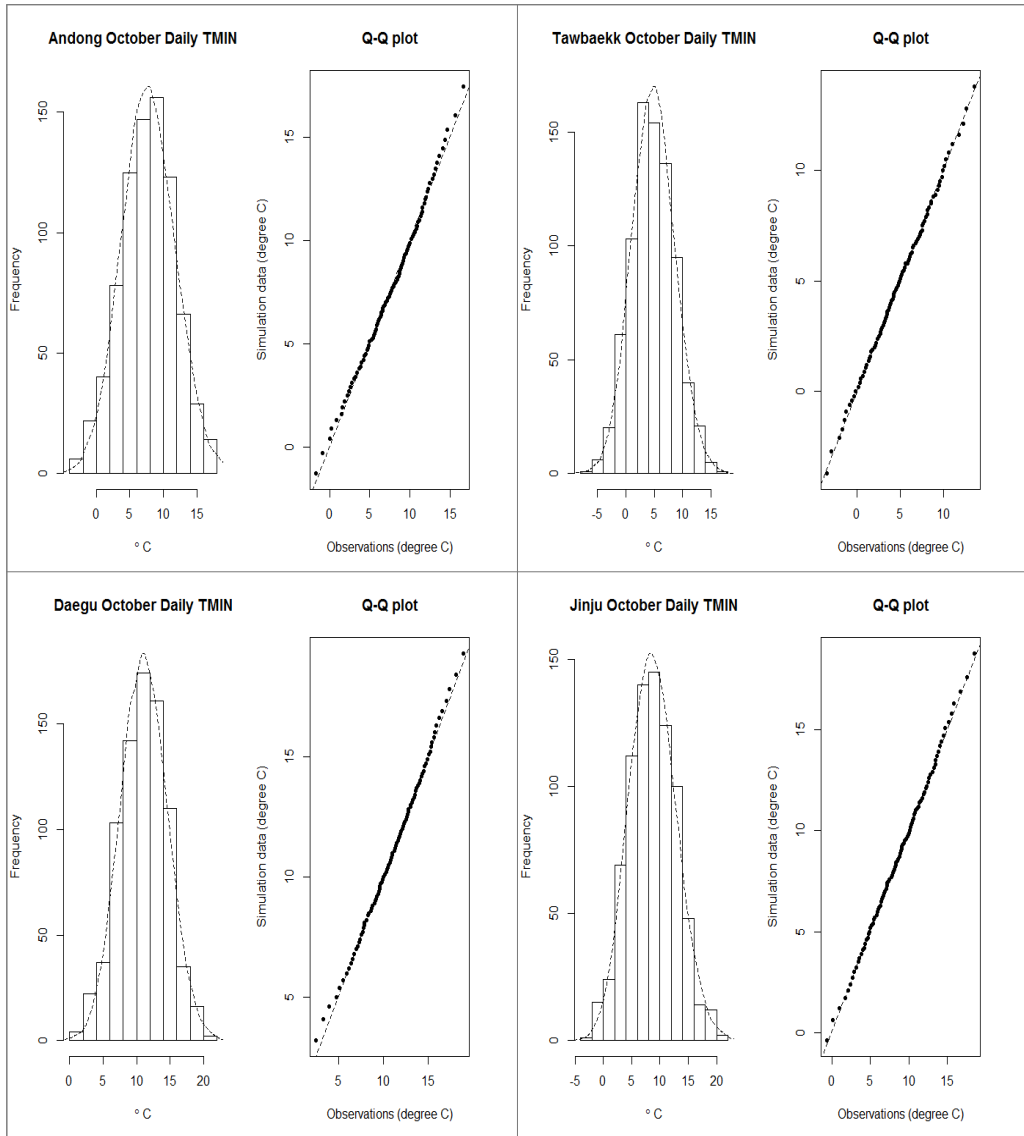 Andong October Daily TMIN
Q-Q plot
Frequency
0 50 100 150
0 5 10 15
º C
Simulation data (degree C)
0 5 10 15
0 5 10 15
Observations (degree C)
Tawbaekk October Daily TMIN
Q-Q plot
Frequency
0 50 100 150
-5 0 5 10 15
º C
Simulation data (degree C)
0 5 10
0 5 10
Observations (degree C)
Daegu October Daily TMIN
Q-Q plot
Frequency
0 50 100 150
0 5 10 15 20
º C
Simulation data (degree C)
5 10 15
5 10 15
Observations (degree C)
Jinju October Daily TMIN
Q-Q plot
Frequency
0 50 100 150
-5 0 5 10 15 20
º C
Simulation data (degree C)
0 5 10 15
0 5 10 15
Observations (degree C)